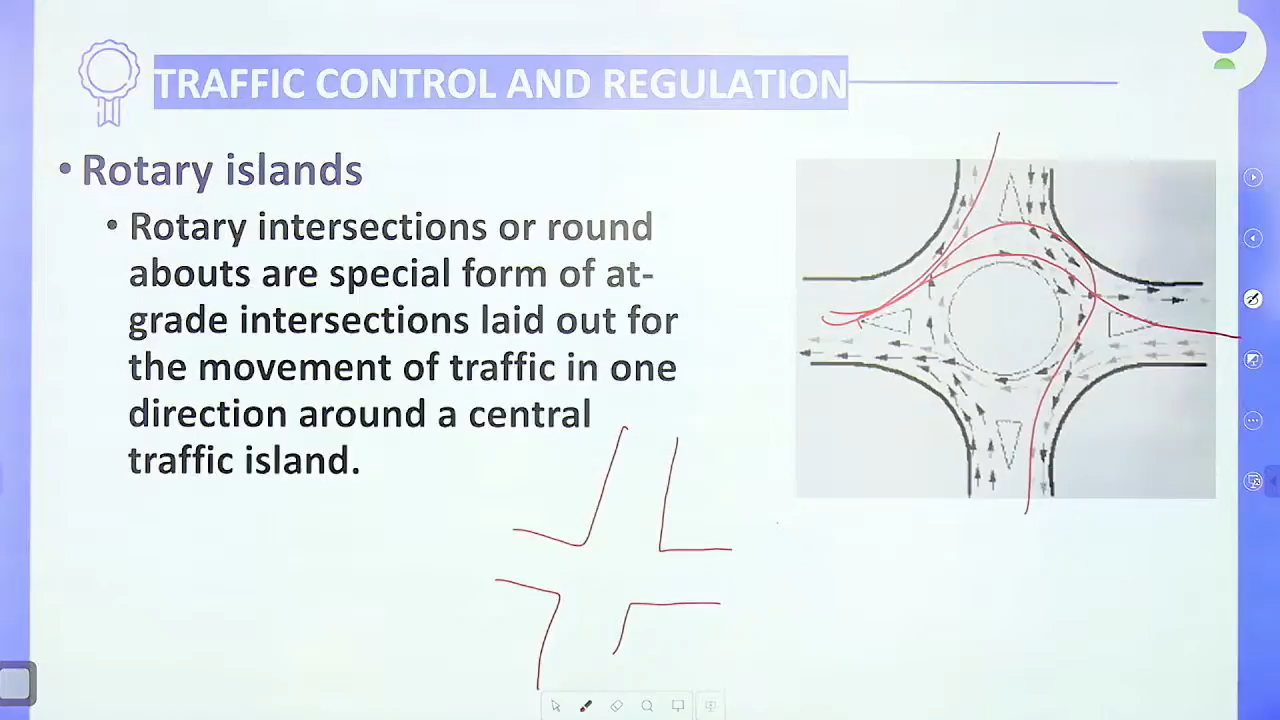 TRAFFIC CONTROL AND REGULATION
• Rotary islands
• Rotary intersections or round
abouts are special form of at-
grade intersections laid out for
the movement of traffic in one
direction around a central
traffic island.